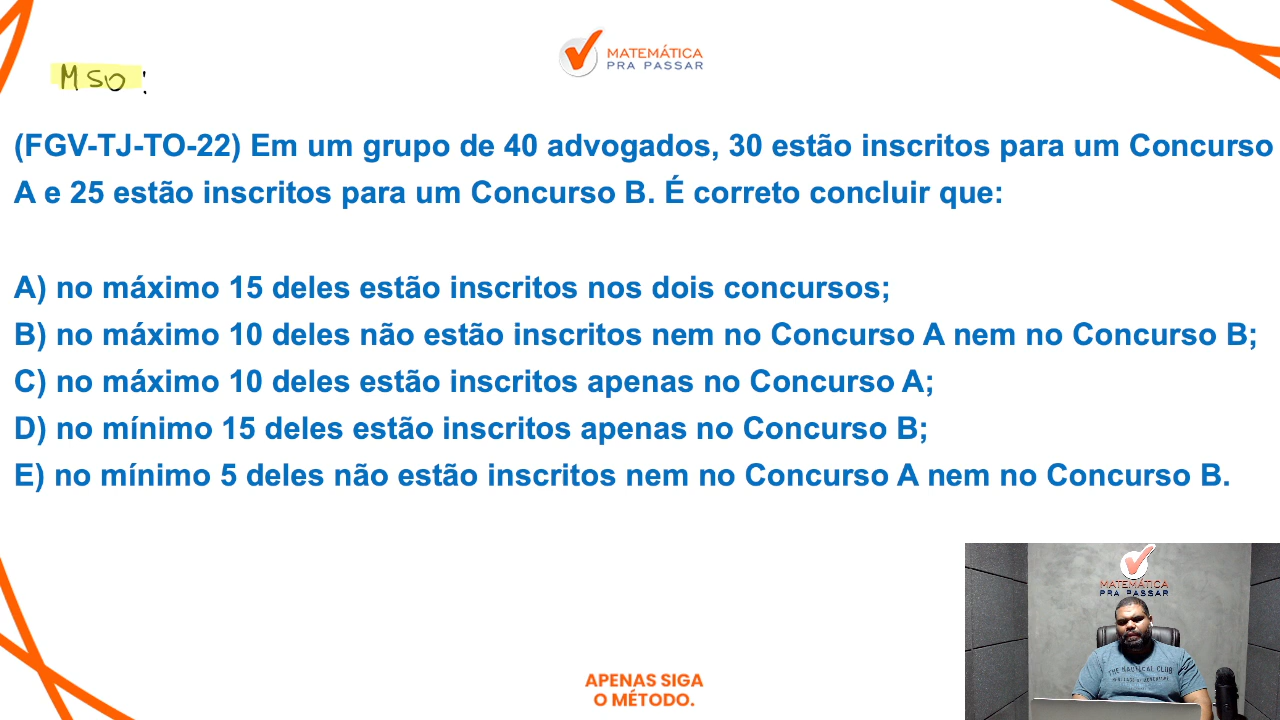 MATEMÁTICA
PRA PASSAR
MSO :
(FGV-TJ-TO-22) Em um grupo de 40 advogados, 30 estão inscritos para um Concurso
A e 25 estão inscritos para um Concurso B. É correto concluir que:
A) no máximo 15 deles estão inscritos nos dois concursos;
B) no máximo 10 deles não estão inscritos nem no Concurso A nem no Concurso B;
C) no máximo 10 deles estão inscritos apenas no Concurso A;
D) no mínimo 15 deles estão inscritos apenas no Concurso B;
E) no mínimo 5 deles não estão inscritos nem no Concurso A nem no Concurso B.
MATEMÁTICA
PRA PASSAR
THE NAUTICAL CLUB
APENAS SIGA
O MÉTODO.